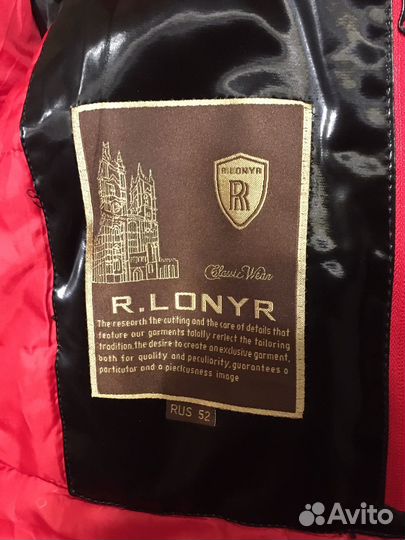 R.LONYR
RR
Classic Wear
R.LONYR
The research the cutting and the care of details that
feature our garments totally reflect the tailoring
tradition, the desire to create an exclusive garment,
both for quality and peculiarity, guarantees a
particular and a pieclcusness image
RUS 52
Avito